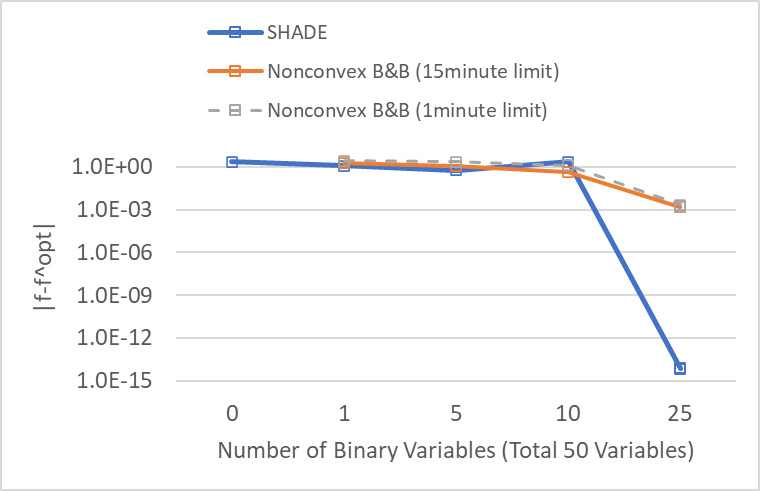 SHADE
Nonconvex B&B (15minute limit)
Nonconvex B&B (1minute limit)
|f-f^opt|
1.0E+00
1.0E-03
1.0E-06
1.0E-09
1.0E-12
1.0E-15
0 1 5 10 25
Number of Binary Variables (Total 50 Variables)